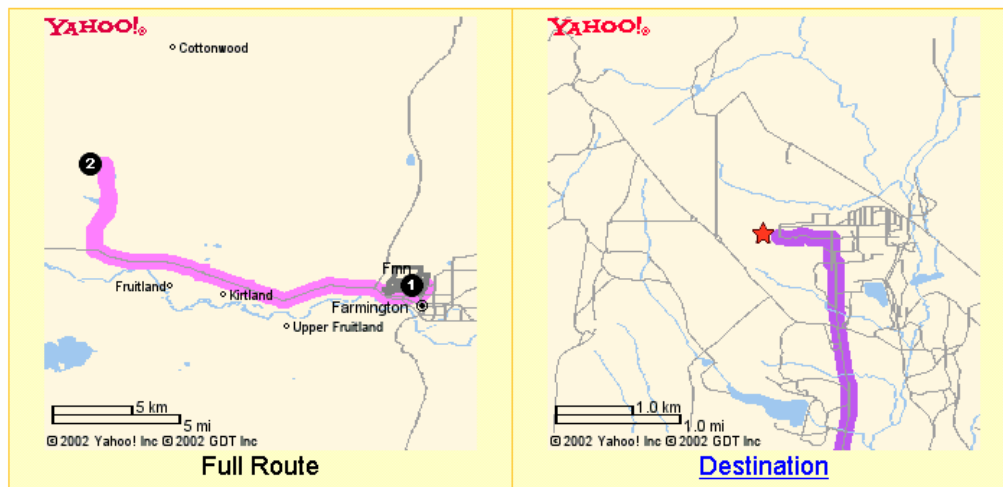 YAHOO!®
Cottonwood
2
Fmn
1
Fruitland
Kirtland
Farmington
Upper Fruitland
5 km
5 mi
© 2002 Yahoo! Inc © 2002 GDT Inc
Full Route
YAHOO!®
1.0 km
1.0 mi
© 2002 Yahoo! Inc © 2002 GDT Inc
Destination